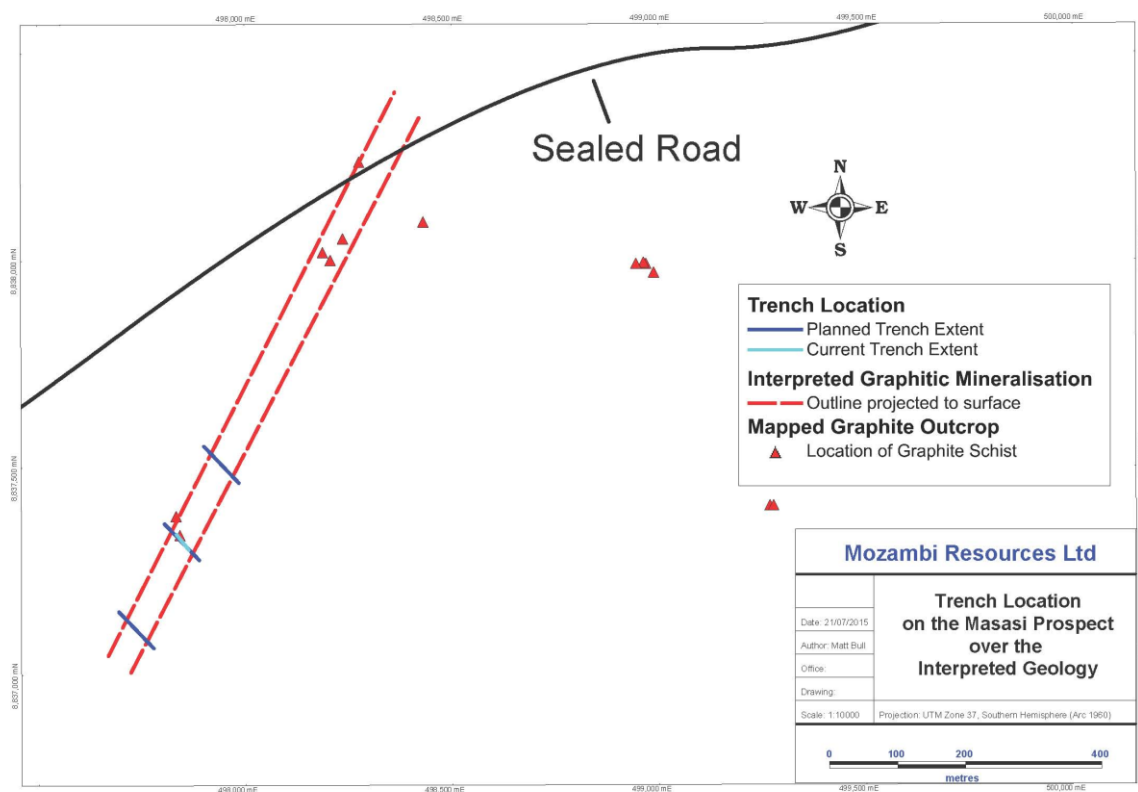 498,000 mE
498,500 mE
499,000 mE
499,500 mE
500,000 mE
Sealed Road
N
W
E
S
8,838,000 mN
8,837,500 mN
8,837,000 mN
Trench Location
Planned Trench Extent
Current Trench Extent
Interpreted Graphitic Mineralisation
Outline projected to surface
Mapped Graphite Outcrop
Location of Graphite Schist
Mozambi Resources Ltd
Trench Location
on the Masasi Prospect
over the
Interpreted Geology
Date: 21/07/2015
Author: Matt Bull
Office:
Drawing:
Scale: 1:10000
Projection: UTM Zone 37, Southern Hemisphere (Arc 1960)
0
100
200
400
metres
498,000 mE
498,500 mE
499,000 mE
499,500 mE
500,000 mE